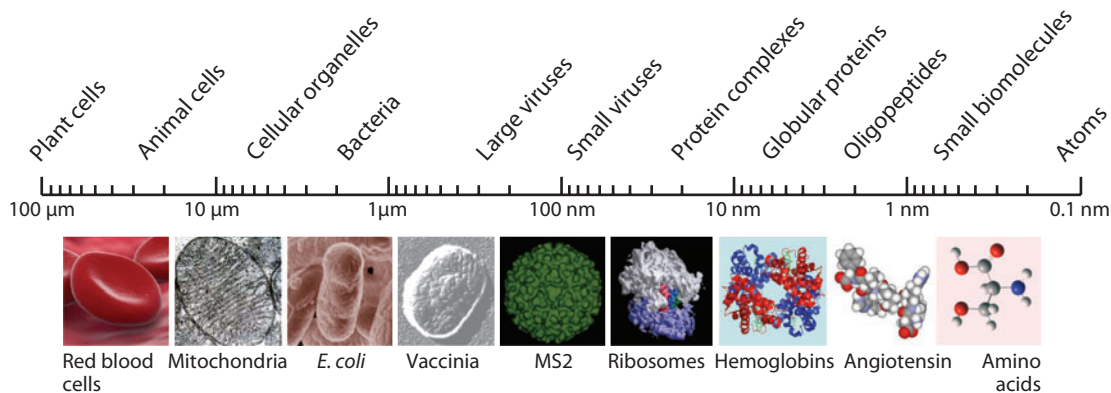 Plant cells
Animal cells
Cellular organelles
Bacteria
Large viruses
Small viruses
Protein complexes
Globular proteins
Oligopeptides
Small biomolecules
Atoms
100 μm
10 μm
1μm
100 nm
10 nm
1 nm
0.1 nm
Red blood
cells
Mitochondria
E. coli
Vaccinia
MS2
Ribosomes
Hemoglobins
Angiotensin
Amino
acids